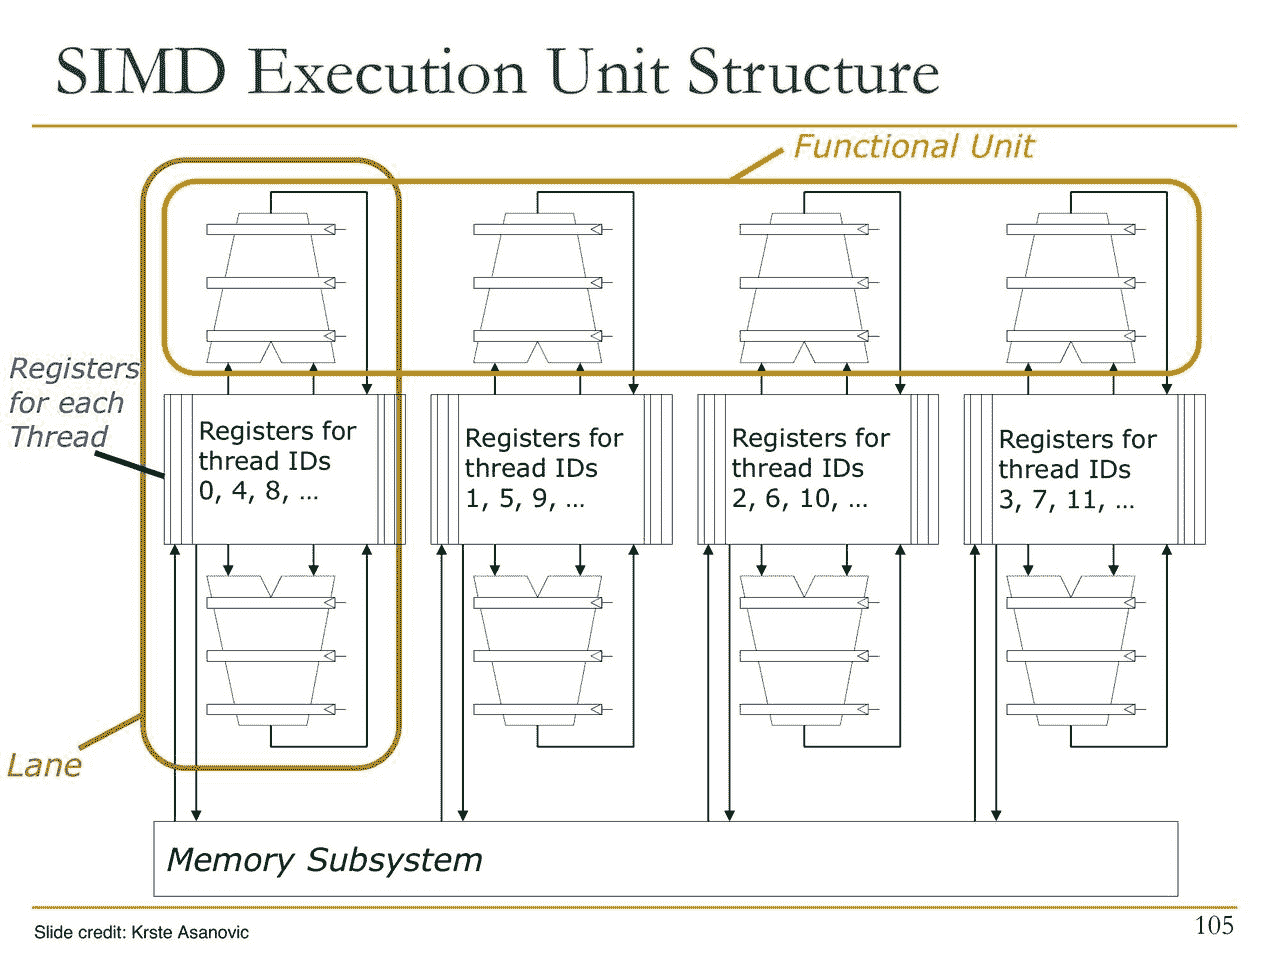 SIMD Execution Unit Structure
Functional Unit
Registers
for each
Thread
Registers for
thread IDs
0, 4, 8, …
Registers for
thread IDs
1, 5, 9, …
Registers for
thread IDs
2, 6, 10, …
Registers for
thread IDs
3, 7, 11, …
Lane
Memory Subsystem
Slide credit: Krste Asanovic
105